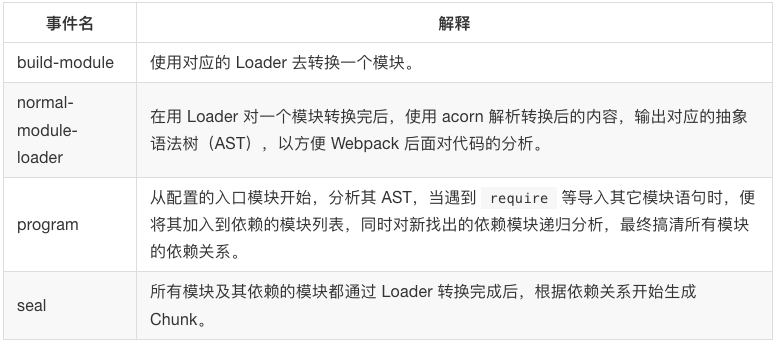 事件名 解释
build-module 使用对应的 Loader 去转换一个模块。
normal-
module-
loader
在用 Loader 对一个模块转换完后，使用 acorn 解析转换后的内容，输出对应的抽象
语法树（AST），以方便 Webpack 后面对代码的分析。
program
从配置的入口模块开始，分析其 AST，当遇到 require 等导入其它模块语句时，便
将其加入到依赖的模块列表，同时对新找出的依赖模块递归分析，最终搞清所有模块
的依赖关系。
seal
所有模块及其依赖的模块都通过 Loader 转换完成后，根据依赖关系开始生成
Chunk。